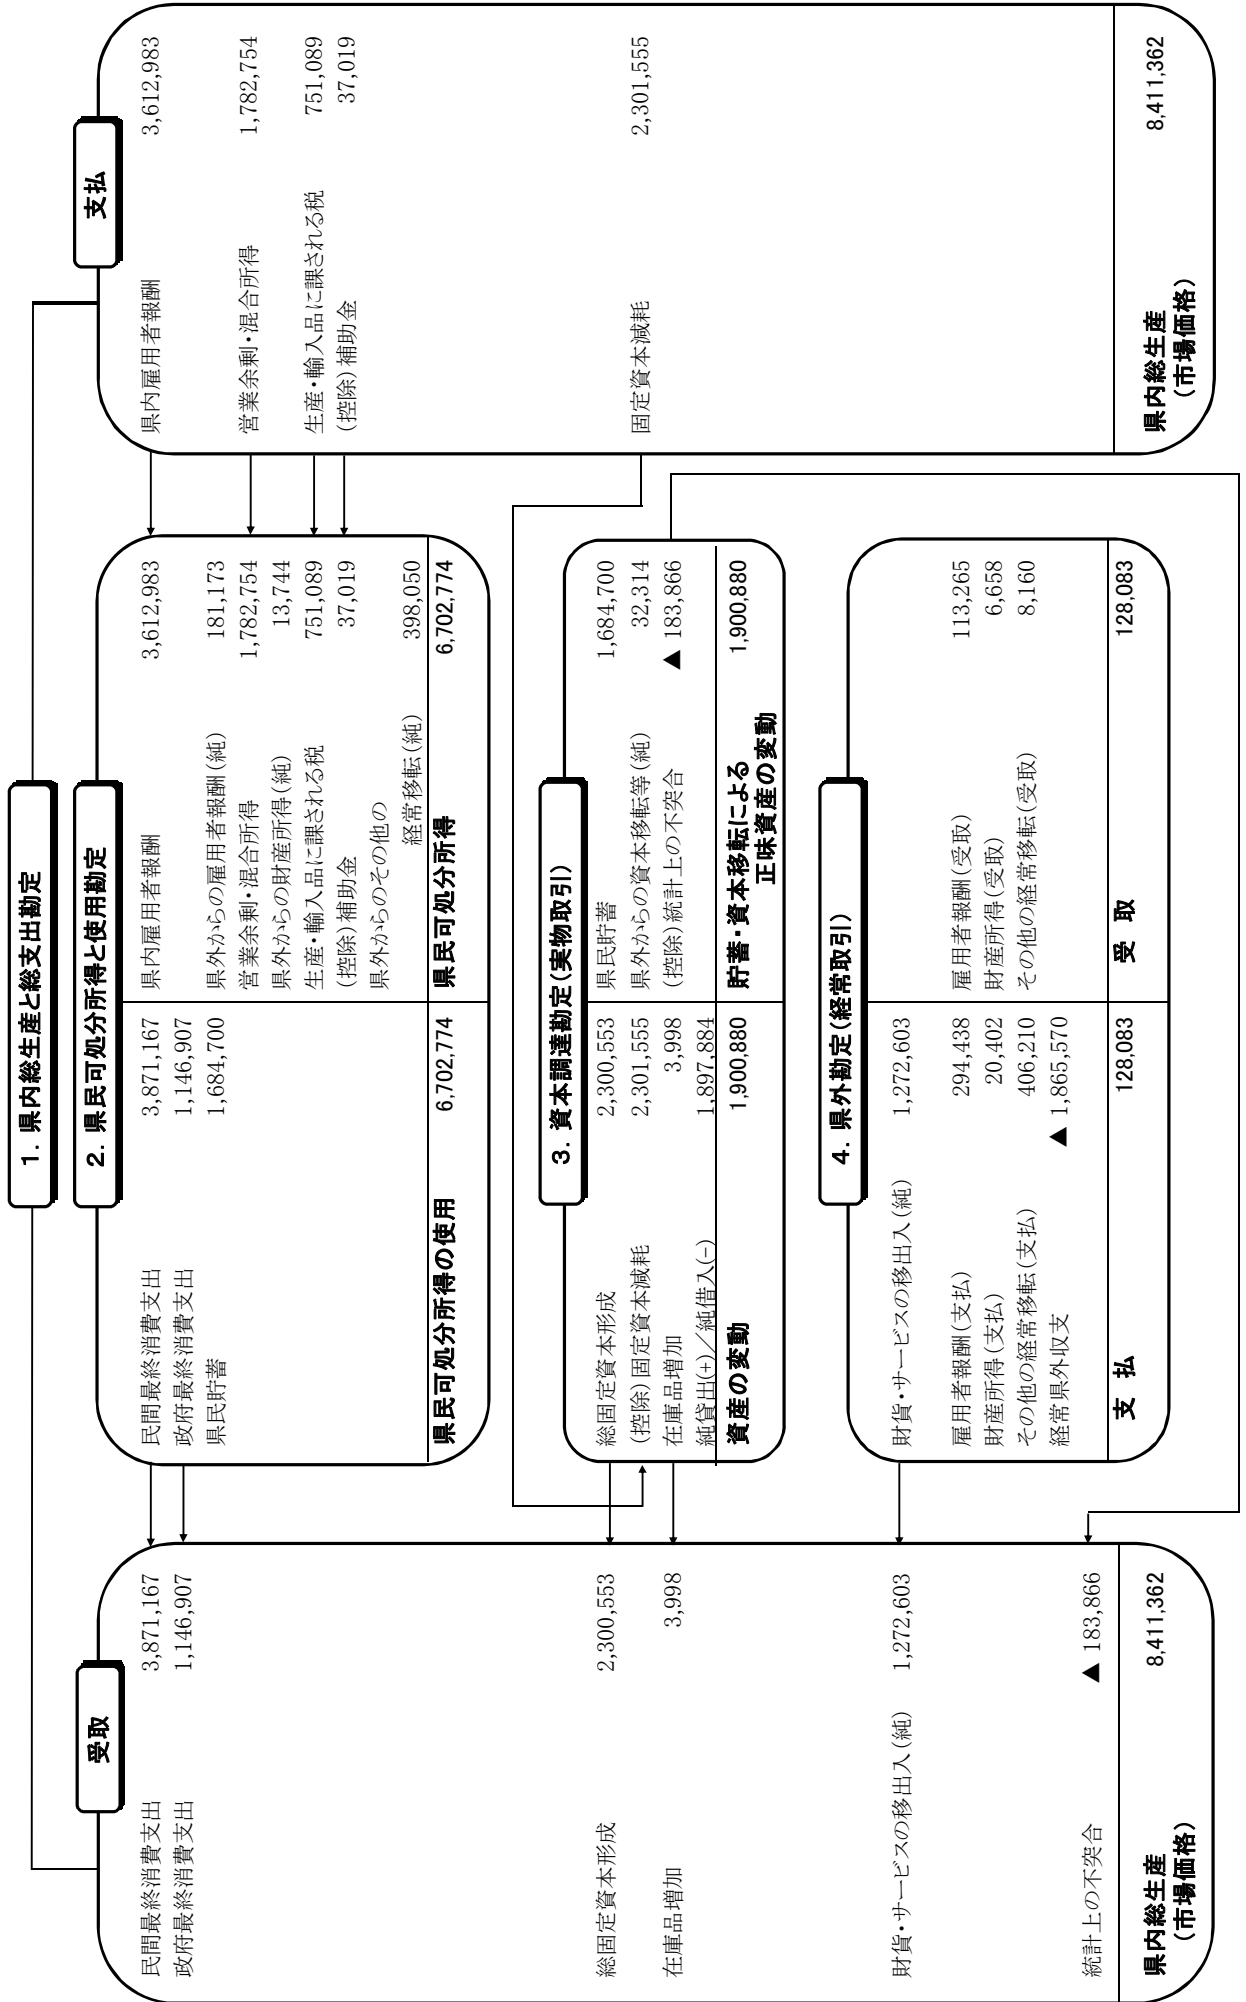 1. 県内総生産と総支出勘定
受取
民間最終消費支出 3,871,167
政府最終消費支出 1,146,907
総固定資本形成 2,300,553
在庫品増加 3,998
財貨・サービスの移出入(純) 1,272,603
統計上の不突合 ▲ 183,866
県内総生産 8,411,362
(市場価格)
2. 県民可処分所得と使用勘定
民間最終消費支出 3,871,167
政府最終消費支出 1,146,907
県民貯蓄 1,684,700
県民可処分所得の使用 6,702,774
県内雇用者報酬 3,612,983
県外からの雇用者報酬(純) 181,173
営業余剰・混合所得 1,782,754
県外からの財産所得(純) 13,744
生産・輸入品に課される税 751,089
(控除)補助金 37,019
県外からのその他の
経常移転(純) 398,050
県民可処分所得 6,702,774
3. 資本調達勘定(実物取引)
総固定資本形成 2,300,553
(控除)固定資本減耗 2,301,555
在庫品増加 3,998
純貸出(+)/純借入(-) 1,897,884
資産の変動 1,900,880
県民貯蓄 1,684,700
県外からの資本移転等(純) 32,314
(控除)統計上の不突合 ▲ 183,866
貯蓄・資本移転による 1,900,880
正味資産の変動
4. 県外勘定(経常取引)
財貨・サービスの移出入(純) 1,272,603
雇用者報酬(支払) 294,438
財産所得(支払) 20,402
その他の経常移転(支払) 406,210
経常県外収支 ▲ 1,865,570
支 払 128,083
雇用者報酬(受取) 113,265
財産所得(受取) 6,658
その他の経常移転(受取) 8,160
受 取 128,083
支払
県内雇用者報酬 3,612,983
営業余剰・混合所得 1,782,754
生産・輸入品に課される税 751,089
(控除)補助金 37,019
固定資本減耗 2,301,555
県内総生産 8,411,362
(市場価格)